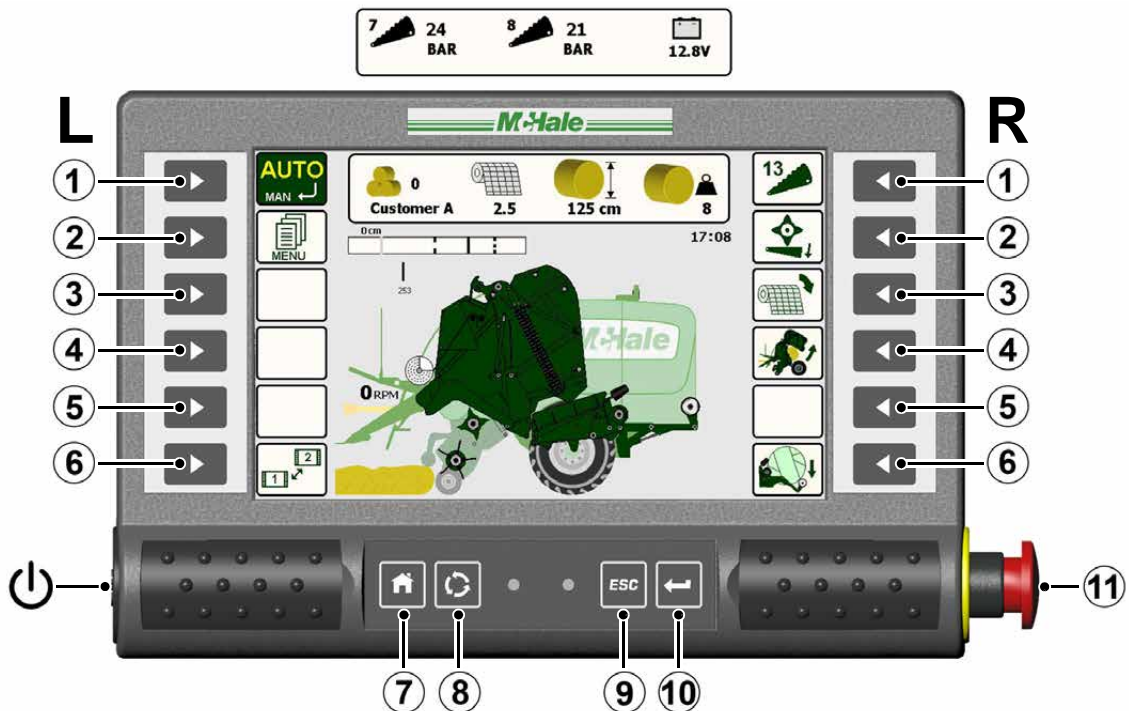 7 24 BAR 8 21 BAR 12.8V
L R
McHale
1 AUTO MAN 0 Customer A 2.5 125 cm 8 13 1
2 MENU 0cm 17:08 2
3 253 3
4 McHale 4
5 0 RPM 5
6 1 2 6
ESC 11
7 8 9 10